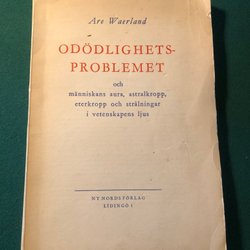 Are Waerland
ODÖDLIGHETS-
PROBLEMET
och
människans aura, astralkropp,
eterkropp och strålningar
i vetenskapens ljus
NY NORDS FÖRLAG
LIDINGÖ 1